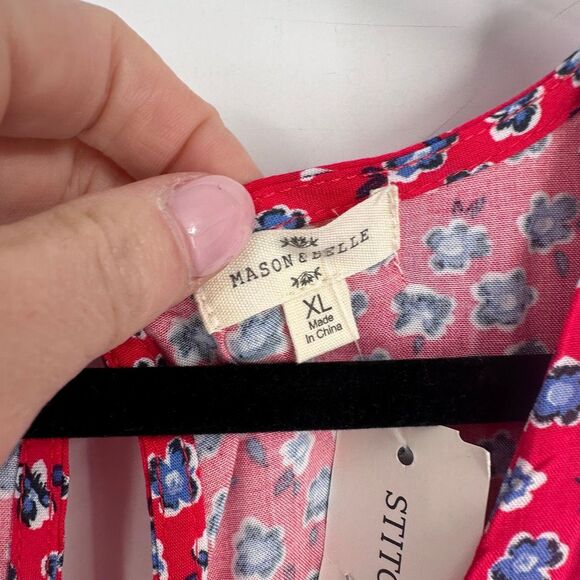 MASON & BELLE
XL
Made
In China
STITC